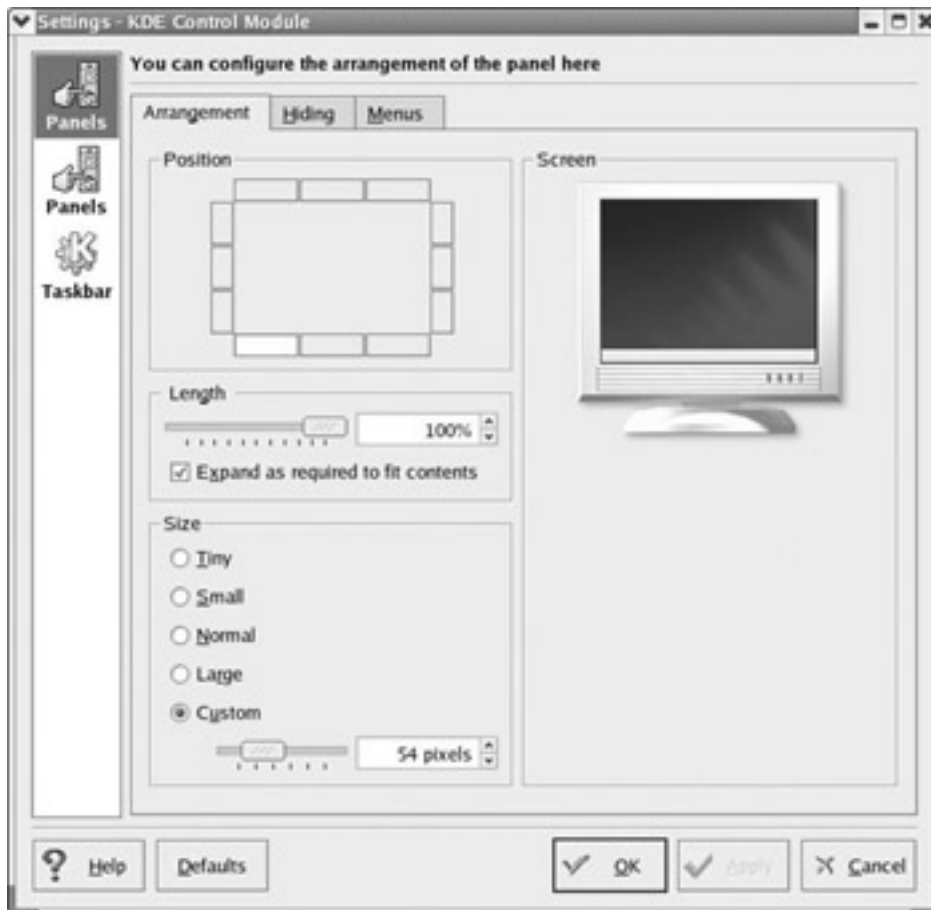 Settings - KDE Control Module
You can configure the arrangement of the panel here
Panels
Panels
Taskbar
Arrangement
Hiding
Menus
Position
Screen
Length
100%
Expand as required to fit contents
Size
Tiny
Small
Normal
Large
Custom
54 pixels
Help
Defaults
OK
Apply
Cancel